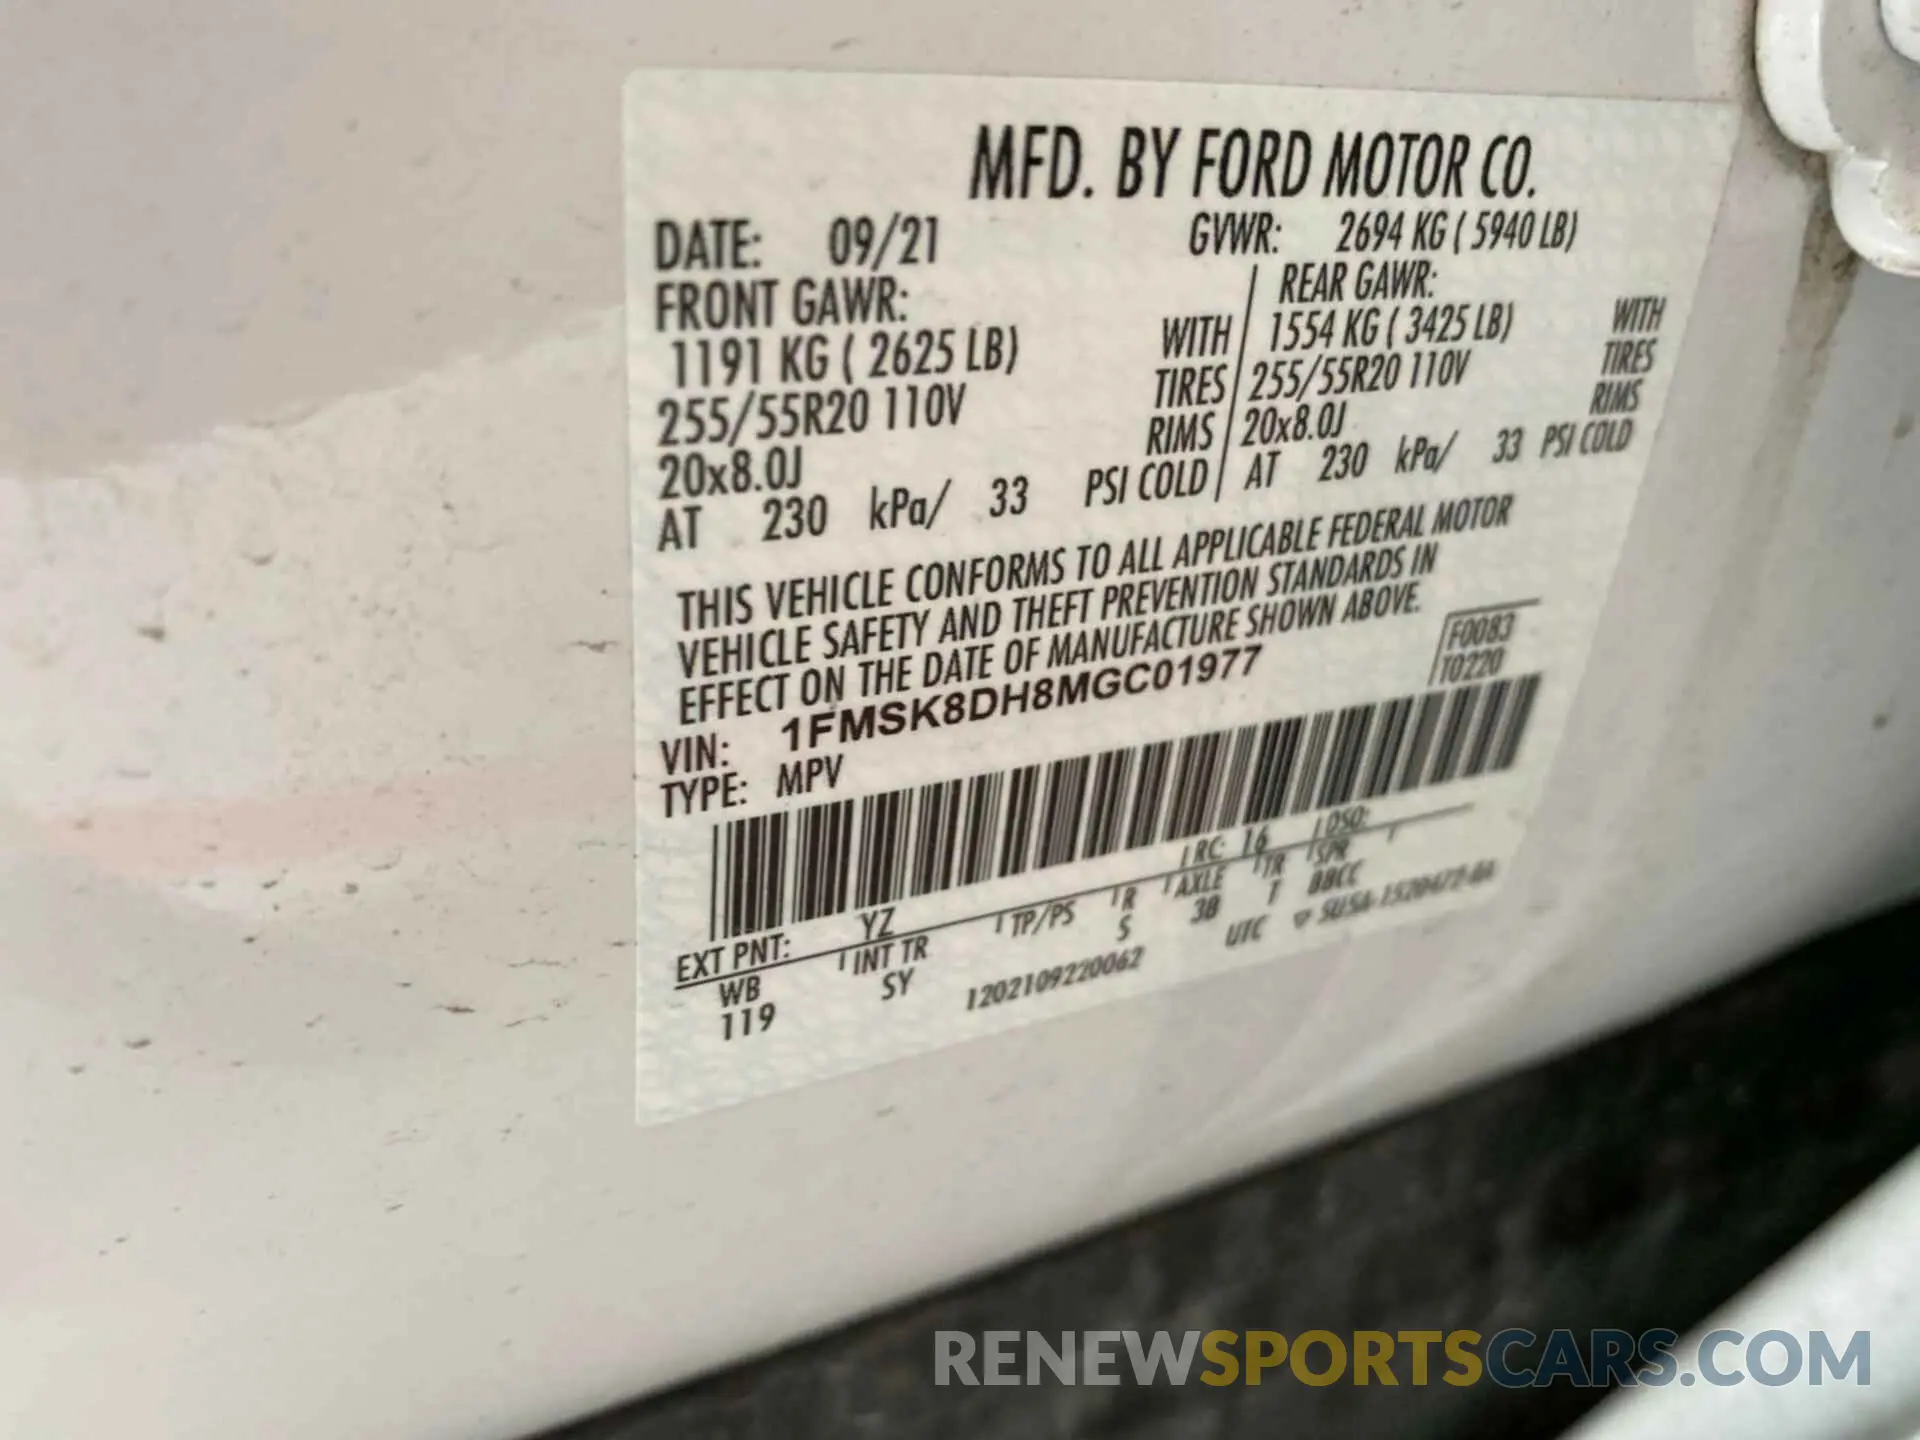 MFD. BY FORD MOTOR CO.
DATE: 09/21 GVWR: 2694 KG ( 5940 LB)
FRONT GAWR: REAR GAWR:
1191 KG ( 2625 LB) WITH 1554 KG ( 3425 LB) WITH
255/55R20 110V TIRES 255/55R20 110V TIRES
20x8.0J RIMS 20x8.0J RIMS
AT 230 kPa/ 33 PSI COLD AT 230 kPa/ 33 PSI COLD
THIS VEHICLE CONFORMS TO ALL APPLICABLE FEDERAL MOTOR
VEHICLE SAFETY AND THEFT PREVENTION STANDARDS IN
EFFECT ON THE DATE OF MANUFACTURE SHOWN ABOVE.
VIN: 1FMSK8DH8MGC01977 F0083
TYPE: MPV T0220
EXT PNT: YZ RC: 16 DSO:
WB INT TR TP/PS R AXLE TR SPR
119 SY S 3B T BBCC
1202109220062 UTC
RENEWSPORTSCARS.COM